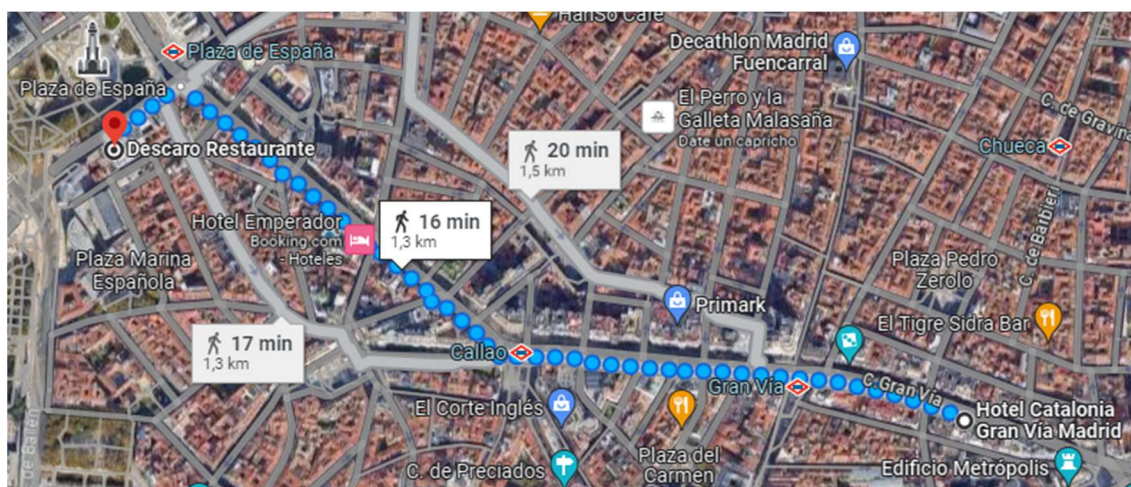 HanSo Café
Plaza de España
Decathlon Madrid
Fuencarral
Plaza de España
El Perro y la
Galleta Malasaña
Date un capricho
C. de Gravina
Chueca
Descaro Restaurante
20 min
1,5 km
C. de Barbieri
Hotel Emperador
Booking.com
- Hoteles
16 min
1,3 km
Plaza Marina
Española
Plaza Pedro
Zerolo
Primark
El Tigre Sidra Bar
17 min
1,3 km
Callao
Gran Vía
C. Gran Vía
El Corte Inglés
Hotel Catalonia
Gran Vía Madrid
Plaza del
Carmen
C. de Preciados
Edificio Metrópolis
de Bailén